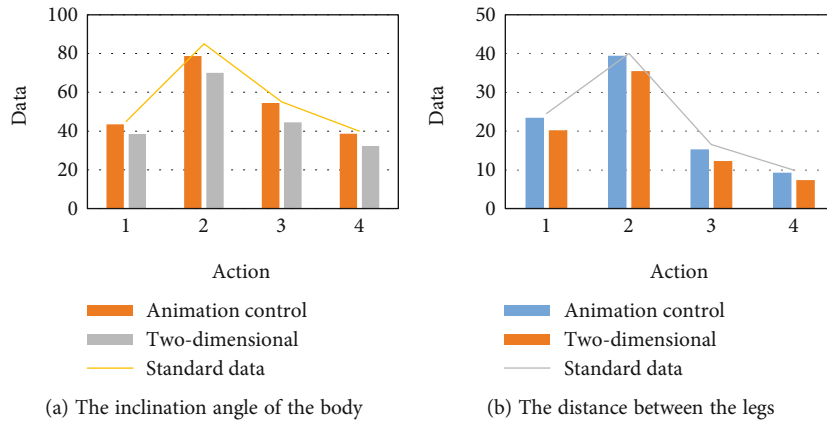 100
80
60
40
20
0
Data
1 2 3 4
Action
Animation control
Two-dimensional
Standard data
(a) The inclination angle of the body
50
40
30
20
10
0
Data
1 2 3 4
Action
Animation control
Two-dimensional
Standard data
(b) The distance between the legs